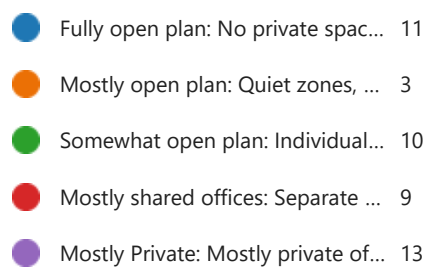 Fully open plan: No private spac... 11
Mostly open plan: Quiet zones, ... 3
Somewhat open plan: Individual... 10
Mostly shared offices: Separate ... 9
Mostly Private: Mostly private of... 13